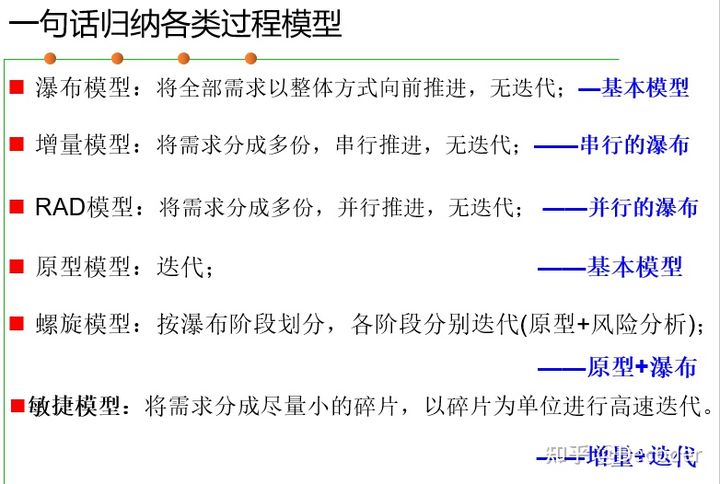 一句话归纳各类过程模型
瀑布模型：将全部需求以整体方式向前推进，无迭代；—基本模型
增量模型：将需求分成多份，串行推进，无迭代；——串行的瀑布
RAD模型：将需求分成多份，并行推进，无迭代；——并行的瀑布
原型模型：迭代；——基本模型
螺旋模型：按瀑布阶段划分，各阶段分别迭代(原型+风险分析)；
——原型+瀑布
敏捷模型：将需求分成尽量小的碎片，以碎片为单位进行高速迭代。
——增量+迭代
知乎